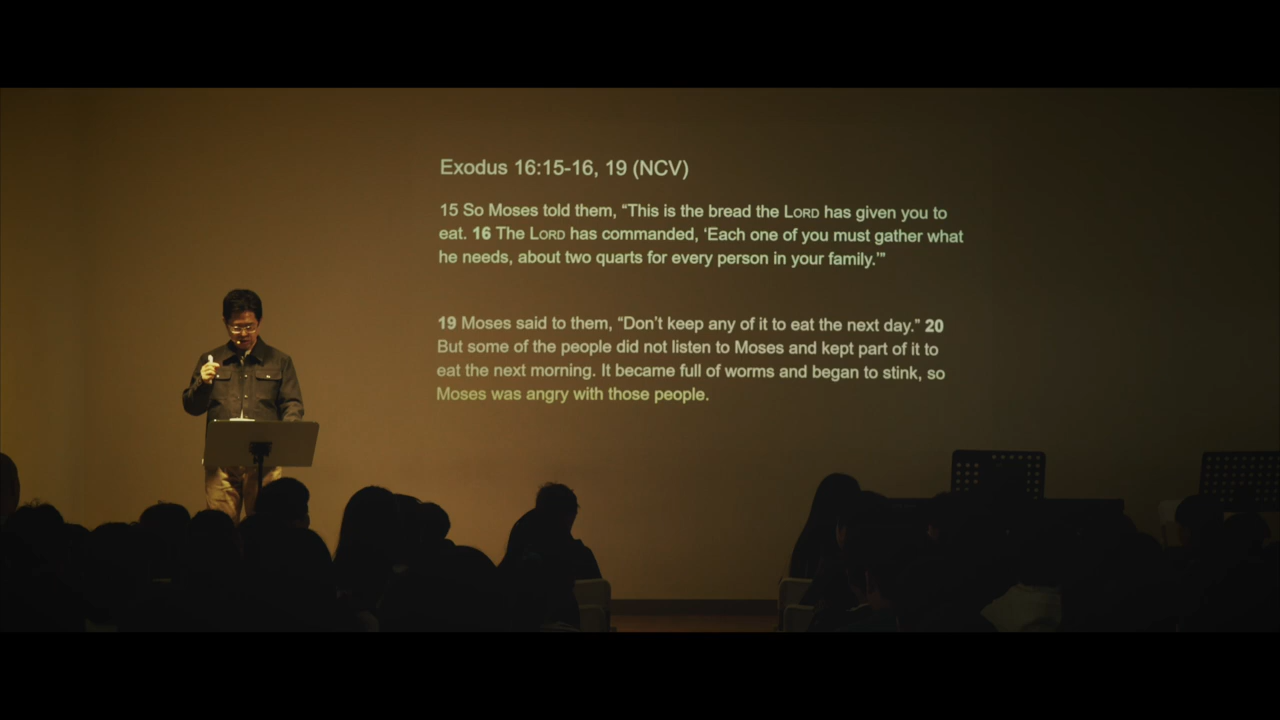 Exodus 16:15-16, 19 (NCV)
15 So Moses told them, “This is the bread the LORD has given you to
eat. 16 The LORD has commanded, ‘Each one of you must gather what
he needs, about two quarts for every person in your family.’”
19 Moses said to them, “Don’t keep any of it to eat the next day.” 20
But some of the people did not listen to Moses and kept part of it to
eat the next morning. It became full of worms and began to stink, so
Moses was angry with those people.